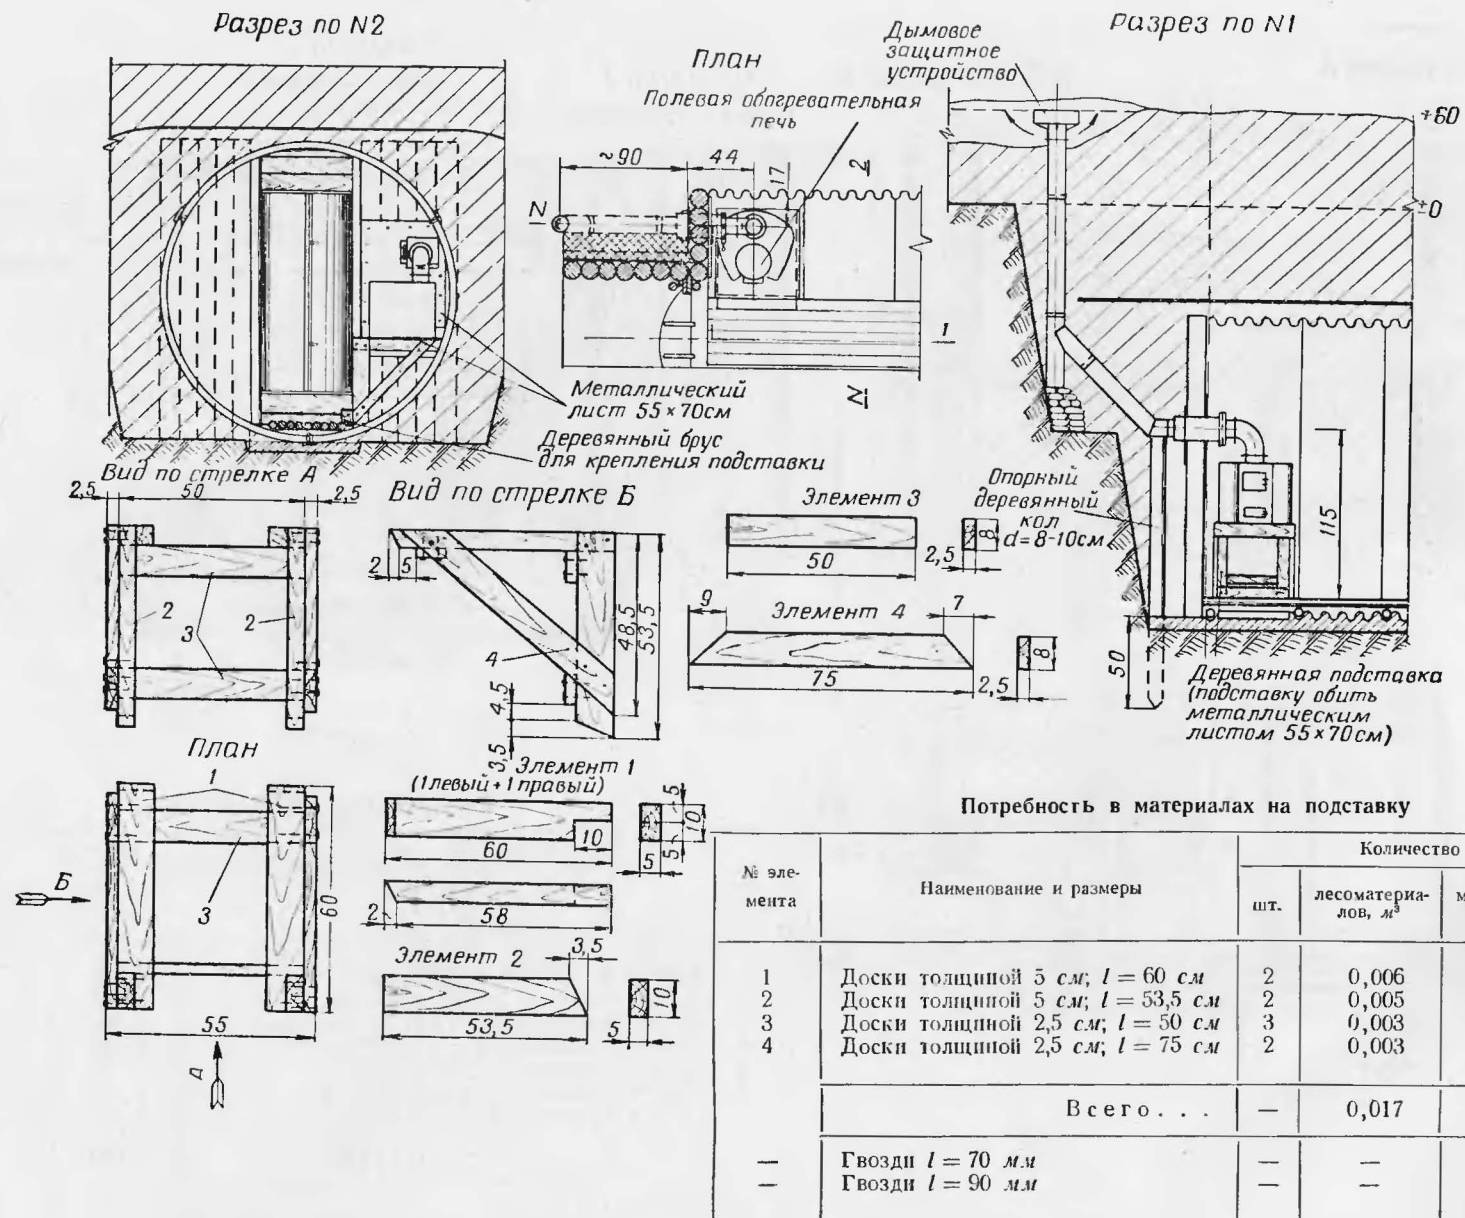 Разрез по N2
План
Полевая обогревательная
печь
Дымовое
защитное
устройство
Разрез по N1
+60
±0
~90
44
17
2
N
1
N
Металлический
лист 55×70см
Деревянный брус
для крепления подставки
Опорный
деревянный
кол
d=8-10см
115
50
Деревянная подставка
(подставку обить
металлическим
листом 55×70см)
Вид по стрелке А
2,5
50
2,5
2
2
3
Вид по стрелке Б
2
5
4
48,5
53,5
4,5
3,5
Элемент 3
50
2,5
8
Элемент 4
9
7
75
2,5
8
План
1
3
Б
60
55
А
Элемент 1
(1левый+1правый)
10
60
5
5
5
10
2
58
Элемент 2
3,5
53,5
5
10
Потребность в материалах на подставку
№ эле-
мента
Наименование и размеры
Количество
шт.
лесоматериа-
лов, м³
м
1 Доски толщиной 5 см; l = 60 см 2 0,006
2 Доски толщиной 5 см; l = 53,5 см 2 0,005
3 Доски толщиной 2,5 см; l = 50 см 3 0,003
4 Доски толщиной 2,5 см; l = 75 см 2 0,003
Всего. . . — 0,017
— Гвозди l = 70 мм — —
— Гвозди l = 90 мм — —